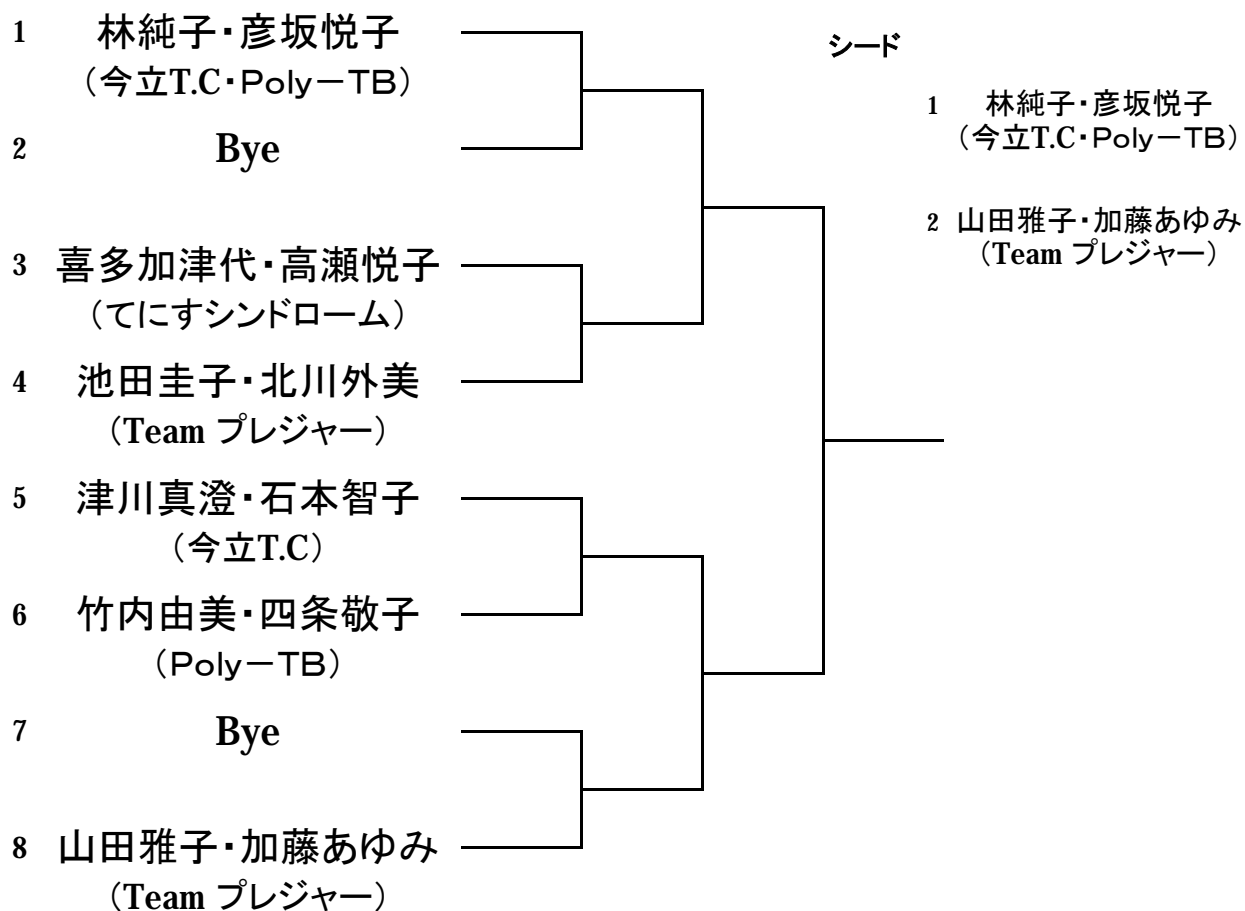 1 林純子・彦坂悦子
(今立T.C・Poly－TB)
2 Bye
3 喜多加津代・高瀬悦子
(てにすシンドローム)
4 池田圭子・北川外美
(Team プレジャー)
5 津川真澄・石本智子
(今立T.C)
6 竹内由美・四条敬子
(Poly－TB)
7 Bye
8 山田雅子・加藤あゆみ
(Team プレジャー)
シード
1 林純子・彦坂悦子
(今立T.C・Poly－TB)
2 山田雅子・加藤あゆみ
(Team プレジャー)